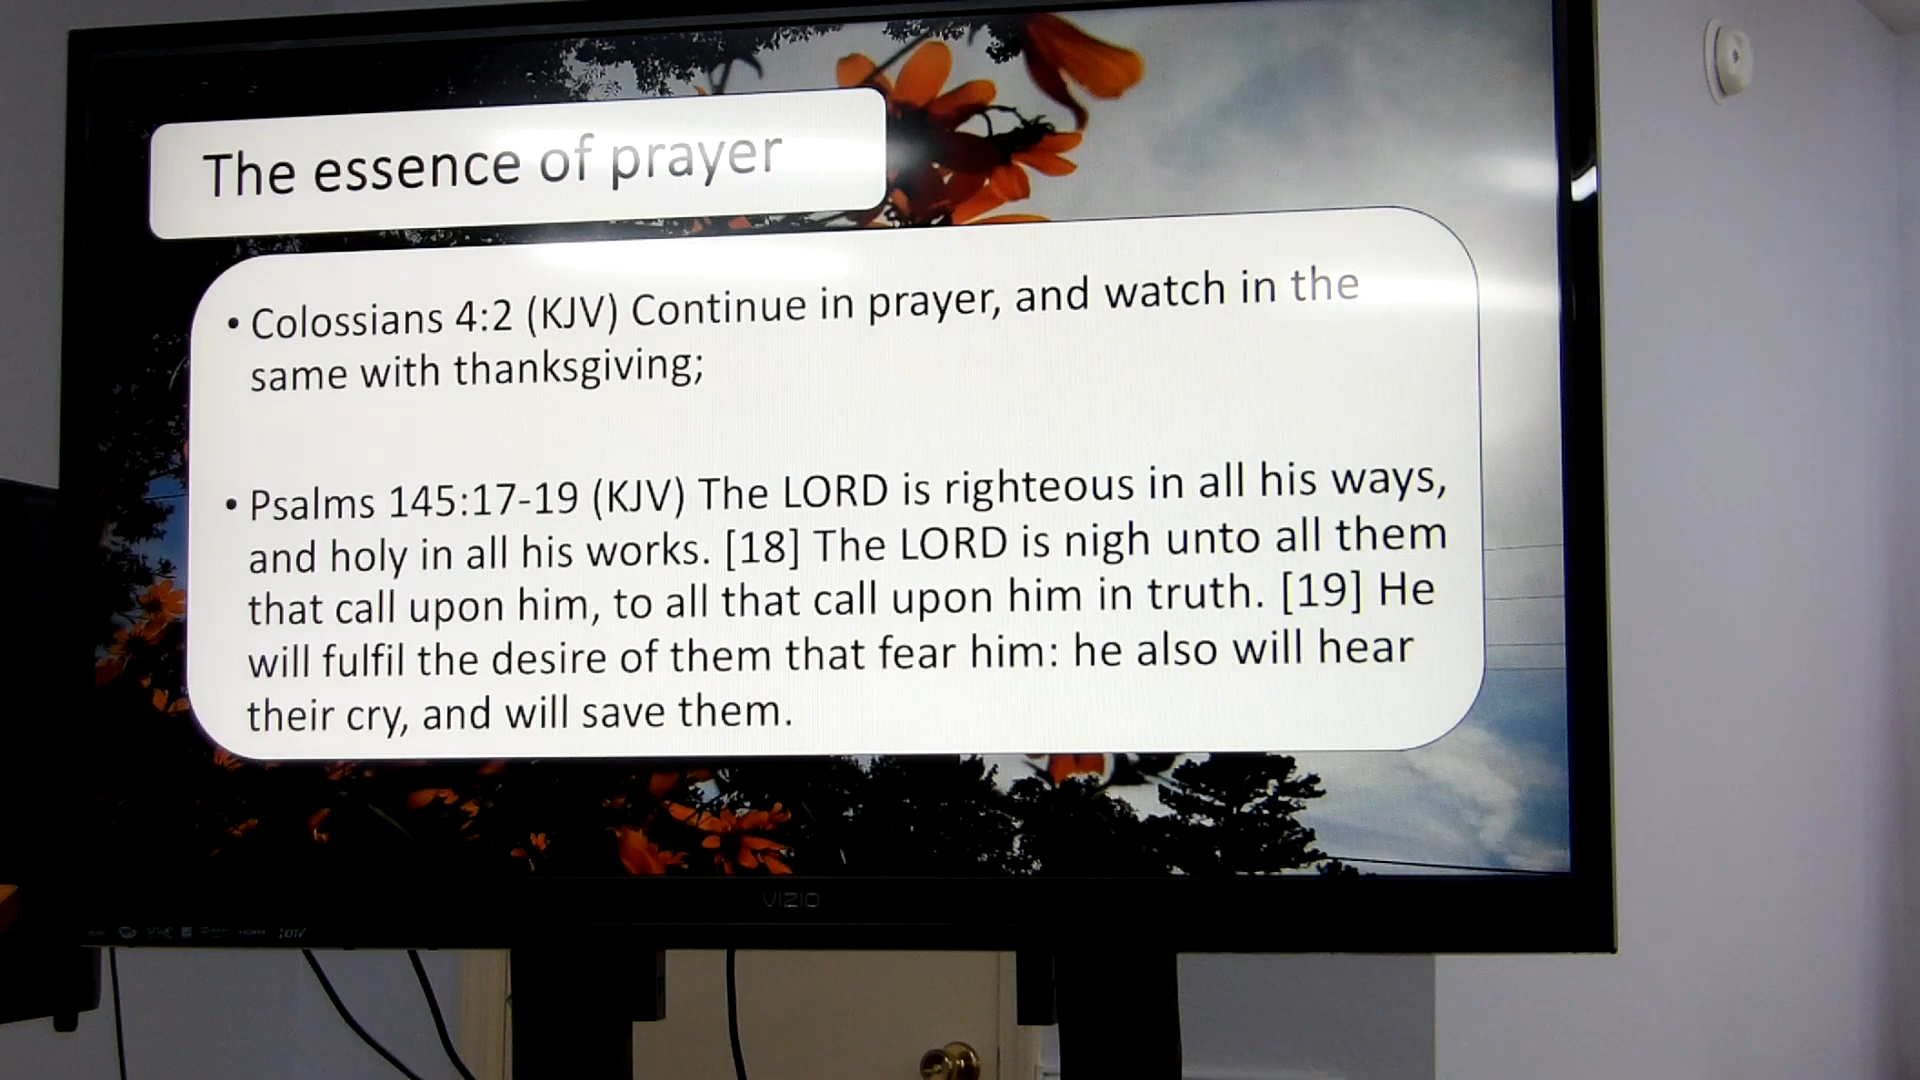 The essence of prayer
• Colossians 4:2 (KJV) Continue in prayer, and watch in the
same with thanksgiving;
• Psalms 145:17-19 (KJV) The LORD is righteous in all his ways,
and holy in all his works. [18] The LORD is nigh unto all them
that call upon him, to all that call upon him in truth. [19] He
will fulfil the desire of them that fear him: he also will hear
their cry, and will save them.
VIZIO